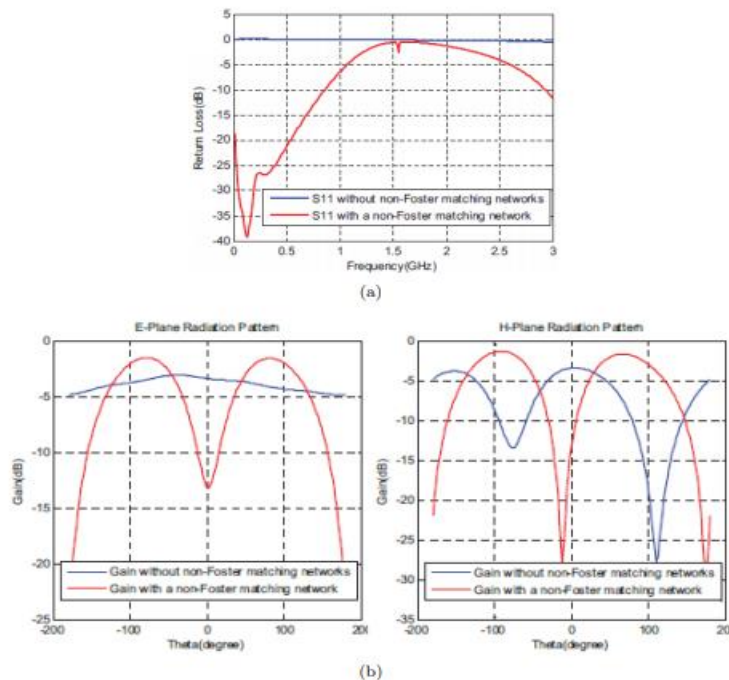 5
0
-5
-10
-15
-20
-25
-30
-35
-40
Return Loss(dB)
S11 without non-Foster matching networks
S11 with a non-Foster matching network
0
0.5
1
1.5
2
2.5
3
Frequency(GHz)
(a)
E-Plane Radiation Pattern
0
-5
-10
-15
-20
-25
Gain(dB)
Gain without non-Foster matching networks
Gain with a non-Foster matching network
-200
-100
0
100
200
Theta(degree)
H-Plane Radiation Pattern
0
-5
-10
-15
-20
-25
-30
-35
Gain(dB)
Gain without non-Foster matching networks
Gain with a non-Foster matching network
-200
-100
0
100
200
Theta(degree)
(b)